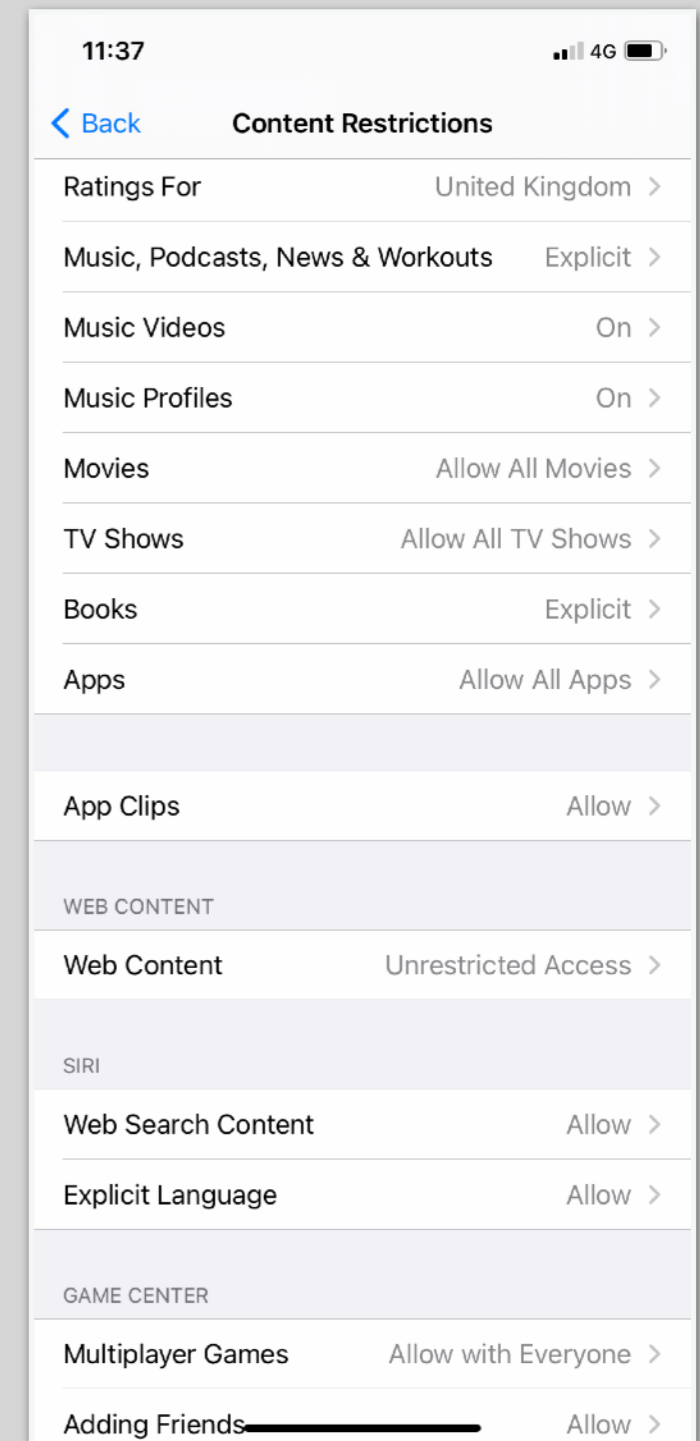 11:37 4G
Back Content Restrictions
Ratings For United Kingdom
Music, Podcasts, News & Workouts Explicit
Music Videos On
Music Profiles On
Movies Allow All Movies
TV Shows Allow All TV Shows
Books Explicit
Apps Allow All Apps
App Clips Allow
WEB CONTENT
Web Content Unrestricted Access
SIRI
Web Search Content Allow
Explicit Language Allow
GAME CENTER
Multiplayer Games Allow with Everyone
Adding Friends Allow